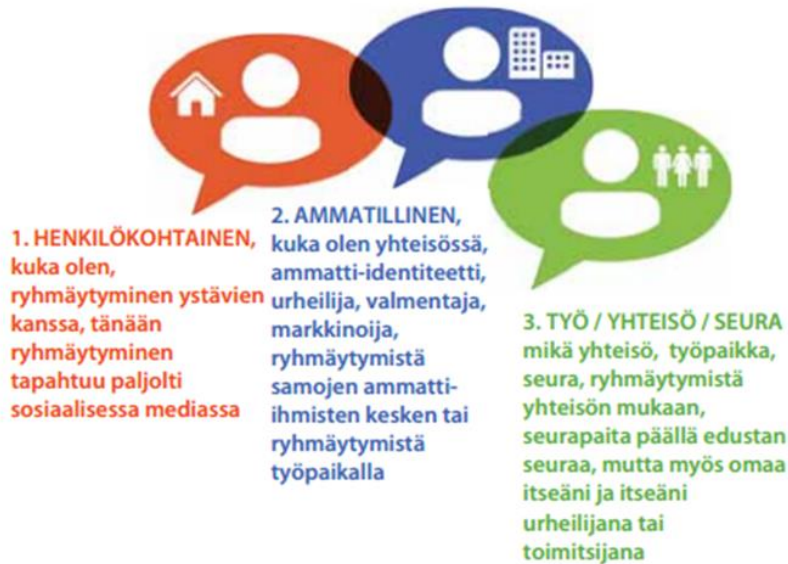 1. HENKILÖKOHTAINEN,
kuka olen,
ryhmäytyminen ystävien
kanssa, tänään
ryhmäytyminen
tapahtuu paljolti
sosiaalisessa mediassa
2. AMMATILLINEN,
kuka olen yhteisössä,
ammatti-identiteetti,
urheilija, valmentaja,
markkinoija,
ryhmäytymistä
samojen ammatti-
ihmisten kesken tai
ryhmäytymistä
työpaikalla
3. TYÖ / YHTEISÖ / SEURA
mikä yhteisö, työpaikka,
seura, ryhmäytymistä
yhteisön mukaan,
seurapaita päällä edustan
seuraa, mutta myös omaa
itseäni ja itseäni
urheilijana tai
toimitsijana